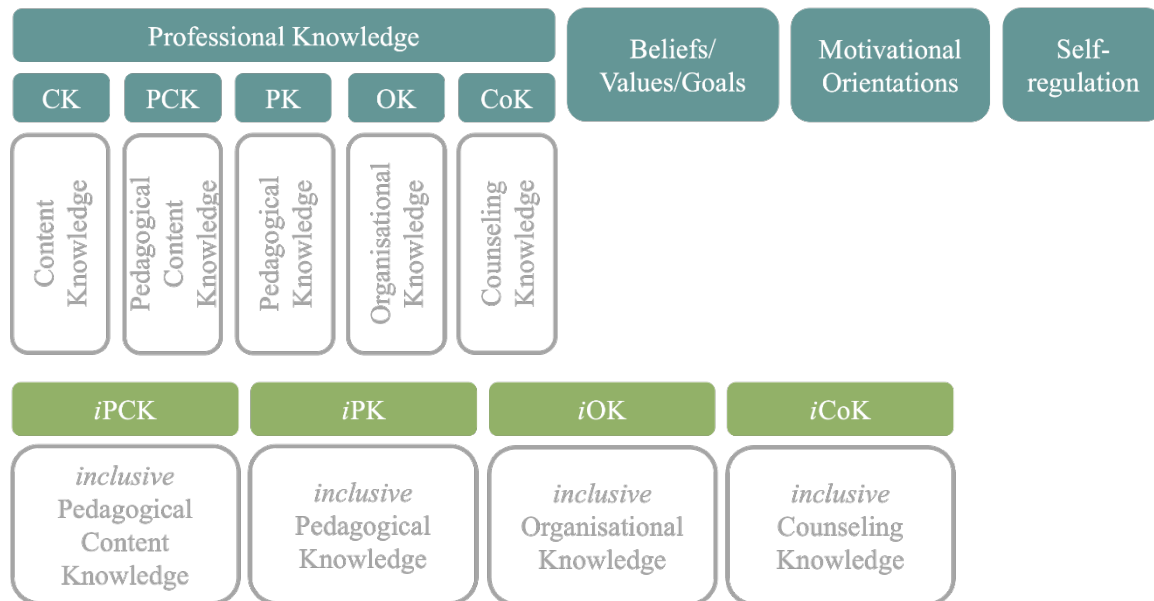 Professional Knowledge
Beliefs/
Values/Goals
Motivational
Orientations
Self-
regulation
CK
PCK
PK
OK
CoK
Content
Knowledge
Pedagogical
Content
Knowledge
Pedagogical
Knowledge
Organisational
Knowledge
Counseling
Knowledge
iPCK
iPK
iOK
iCoK
inclusive
Pedagogical
Content
Knowledge
inclusive
Pedagogical
Knowledge
inclusive
Organisational
Knowledge
inclusive
Counseling
Knowledge